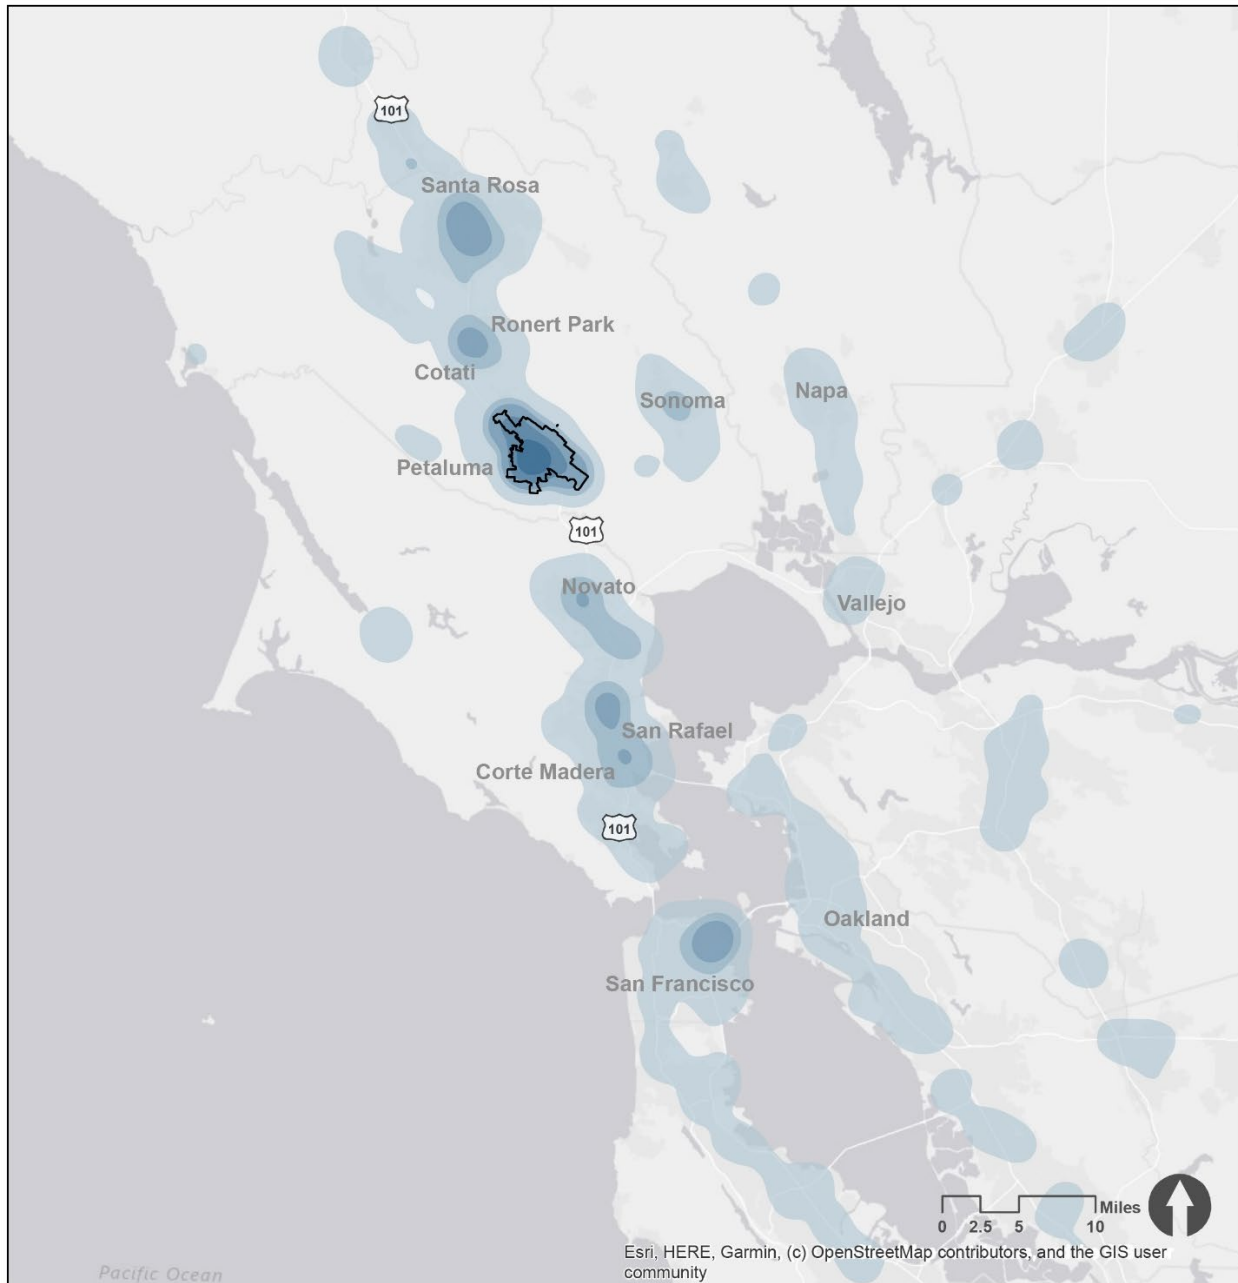 101
Santa Rosa
Ronert Park
Cotati
Sonoma
Napa
Petaluma
101
Novato
Vallejo
San Rafael
Corte Madera
101
Oakland
San Francisco
Miles
0 2.5 5 10
Esri, HERE, Garmin, (c) OpenStreetMap contributors, and the GIS user
community
Pacific Ocean